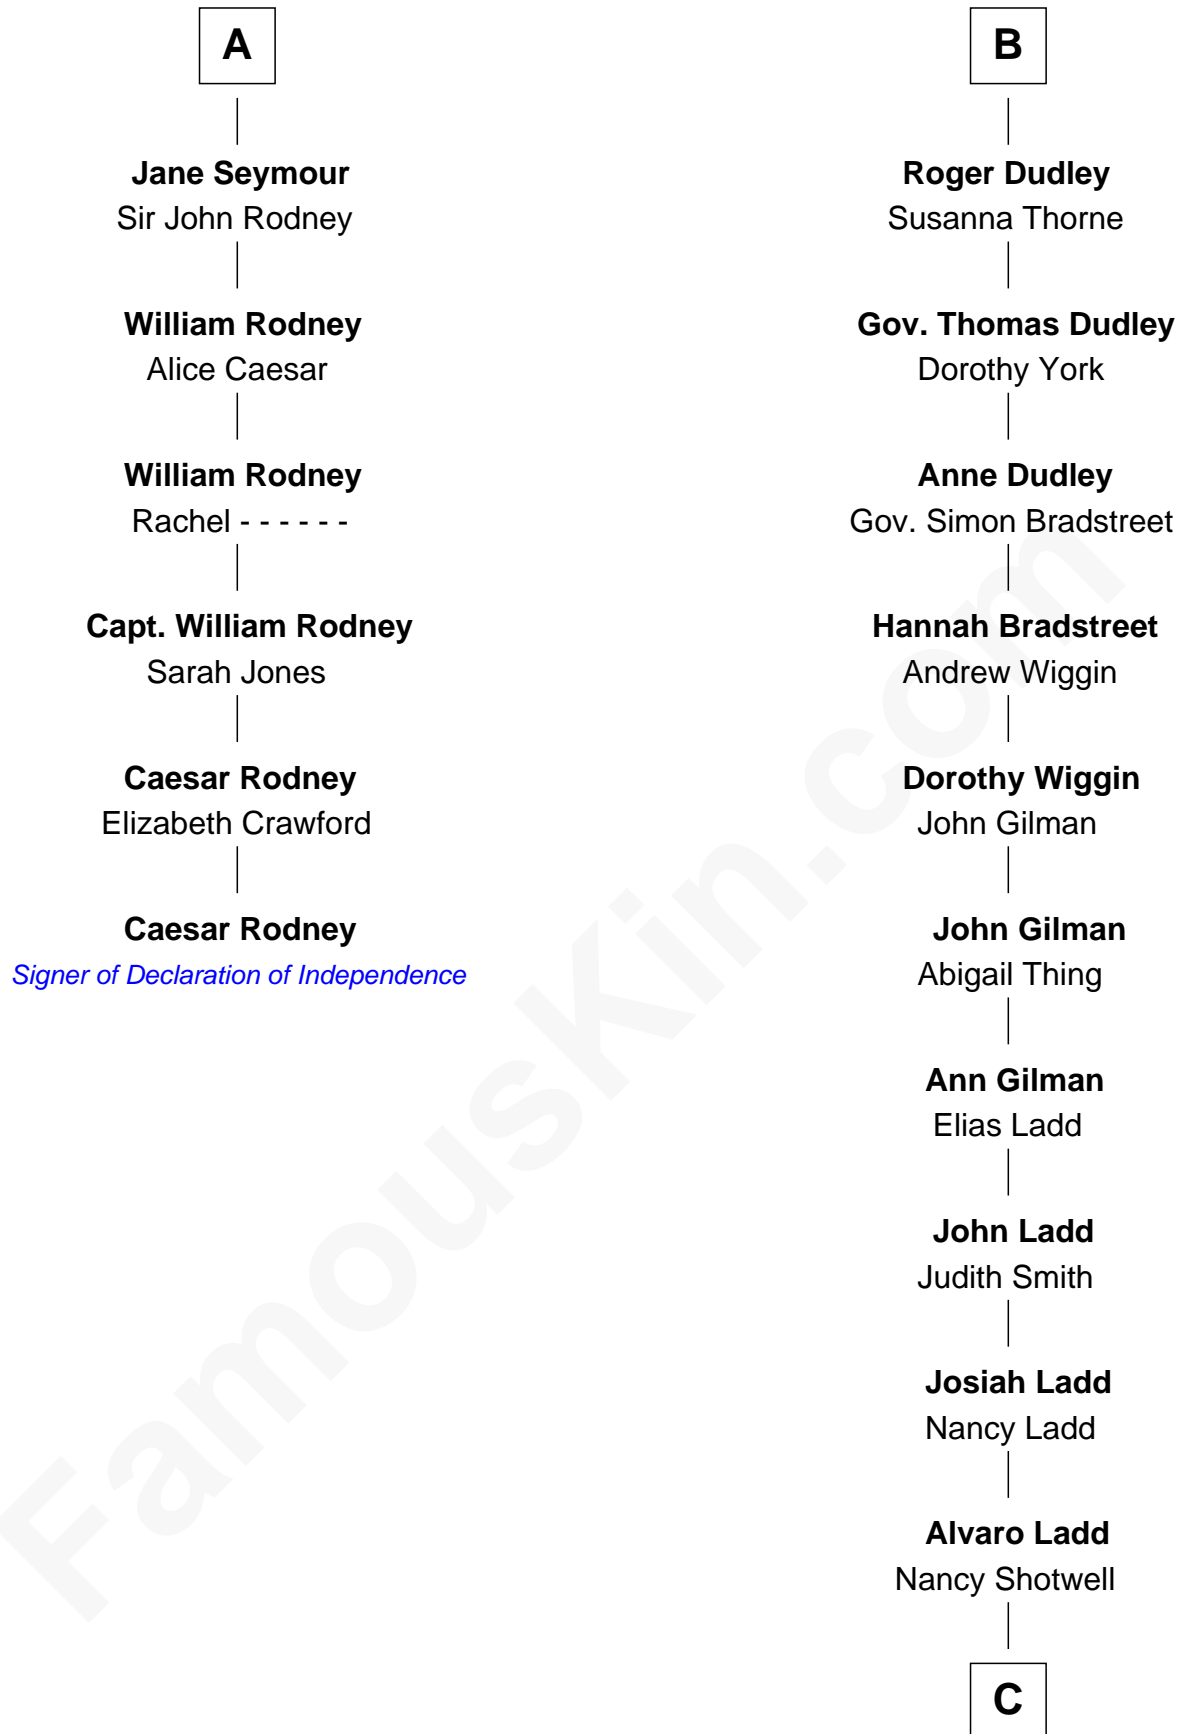 A
Jane Seymour
Sir John Rodney
William Rodney
Alice Caesar
William Rodney
Rachel - - - - - -
Capt. William Rodney
Sarah Jones
Caesar Rodney
Elizabeth Crawford
Caesar Rodney
Signer of Declaration of Independence
B
Roger Dudley
Susanna Thorne
Gov. Thomas Dudley
Dorothy York
Anne Dudley
Gov. Simon Bradstreet
Hannah Bradstreet
Andrew Wiggin
Dorothy Wiggin
John Gilman
John Gilman
Abigail Thing
Ann Gilman
Elias Ladd
John Ladd
Judith Smith
Josiah Ladd
Nancy Ladd
Alvaro Ladd
Nancy Shotwell
C
FamousKin.com